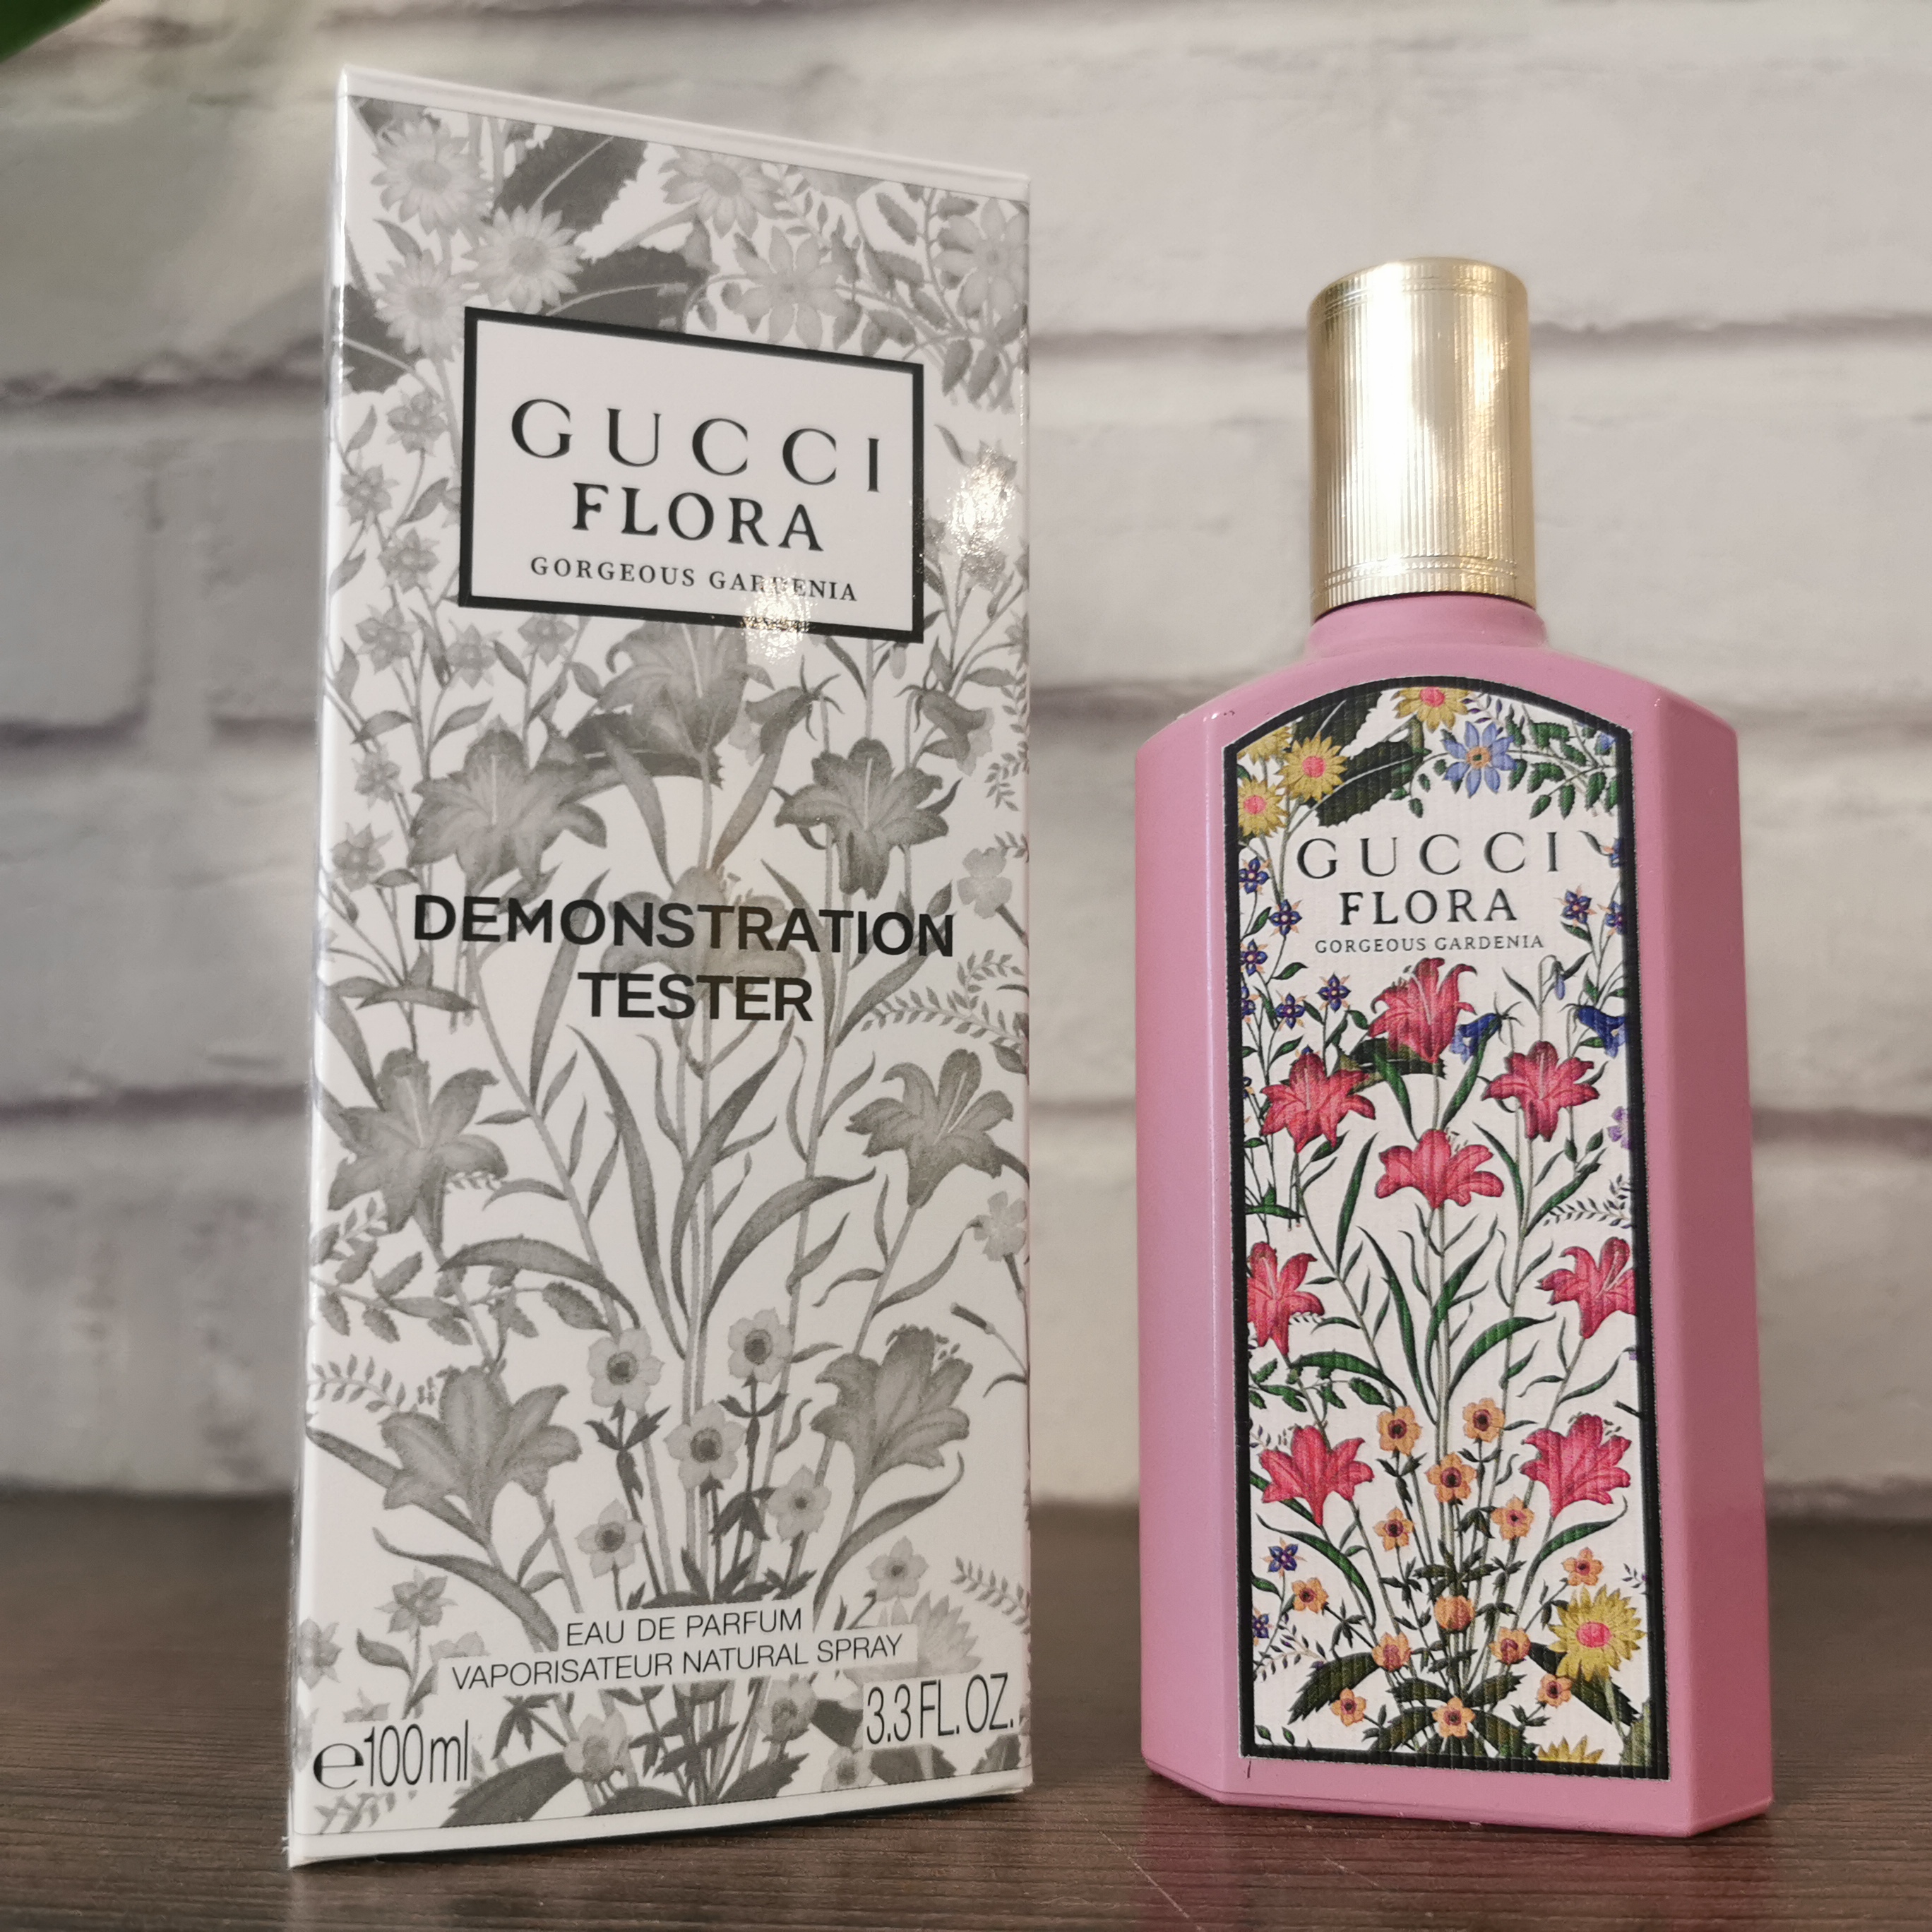 GUCCI
FLORA
GORGEOUS GARDENIA
DEMONSTRATION
TESTER
EAU DE PARFUM
VAPORISATEUR NATURAL SPRAY
℮100ml
3.3 FL. OZ.
GUCCI
FLORA
GORGEOUS GARDENIA